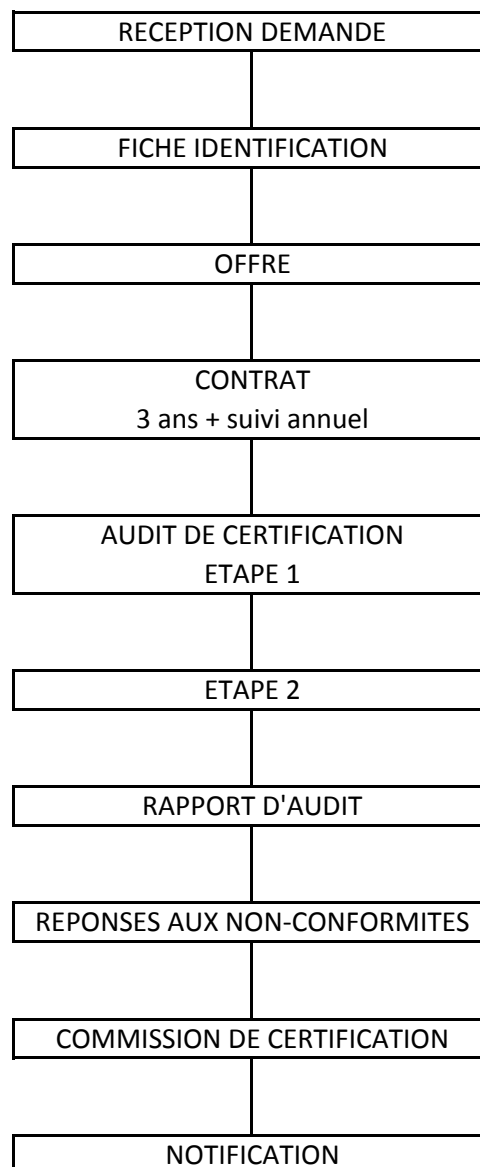 RECEPTION DEMANDE
FICHE IDENTIFICATION
OFFRE
CONTRAT
3 ans + suivi annuel
AUDIT DE CERTIFICATION
ETAPE 1
ETAPE 2
RAPPORT D'AUDIT
REPONSES AUX NON-CONFORMITES
COMMISSION DE CERTIFICATION
NOTIFICATION